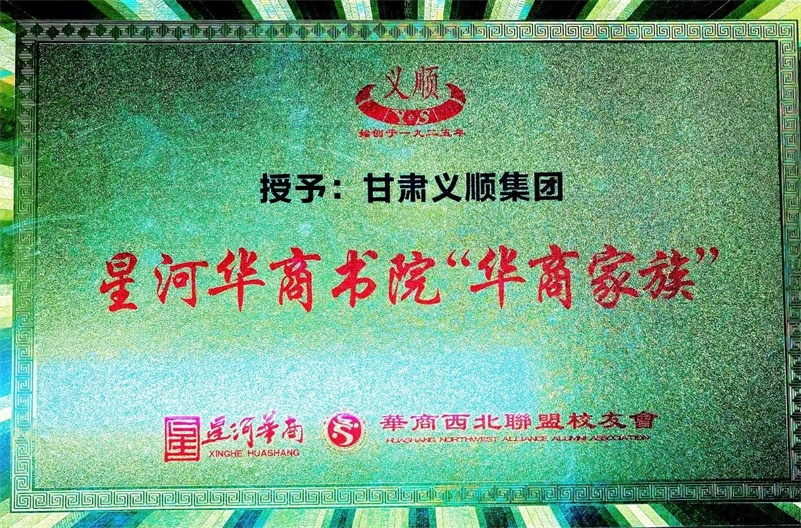 义顺
Y•S
始创于一九二五年
授予：甘肃义顺集团
星河华商书院“华商家族”
星 星河华商 華商西北聯盟校友會
XINGHE HUASHANG HUASHANG NORTHWEST ALLIANCE ALUMNI ASSOCIATION